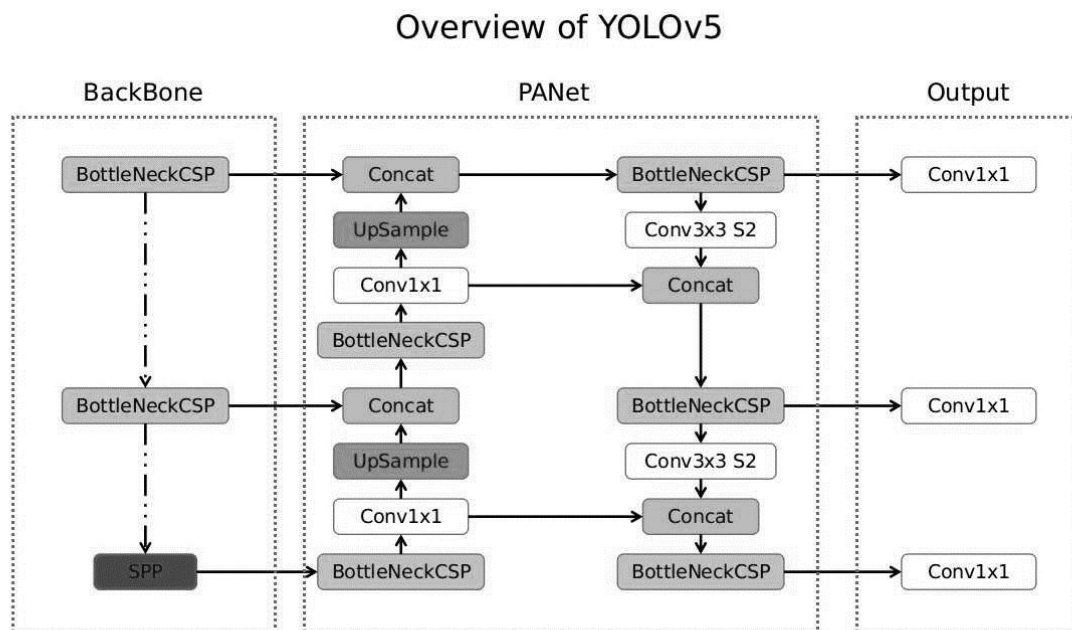 Overview of YOLOv5
BackBone
PANet
Output
BottleNeckCSP
Concat
BottleNeckCSP
Conv1x1
UpSample
Conv3x3 S2
Conv1x1
Concat
BottleNeckCSP
BottleNeckCSP
Concat
BottleNeckCSP
Conv1x1
UpSample
Conv3x3 S2
Conv1x1
Concat
SPP
BottleNeckCSP
BottleNeckCSP
Conv1x1